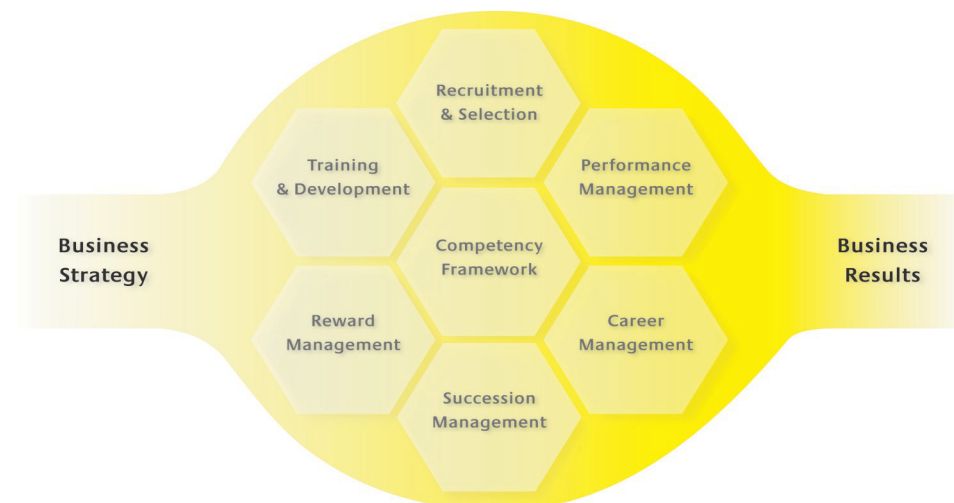 Recruitment
& Selection
Training
& Development
Performance
Management
Business
Strategy
Competency
Framework
Business
Results
Reward
Management
Career
Management
Succession
Management